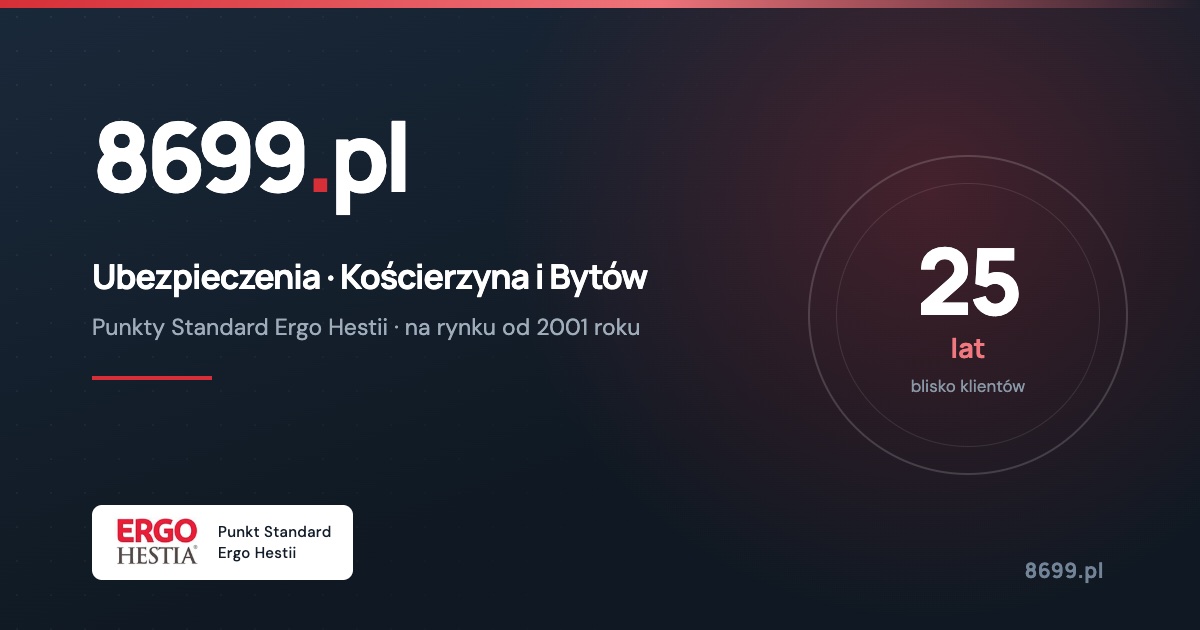 8699.pl
Ubezpieczenia · Kościerzyna i Bytów
Punkty Standard Ergo Hestii · na rynku od 2001 roku
25
lat
blisko klientów
ERGO
HESTIA®
Punkt Standard
Ergo Hestii
8699.pl